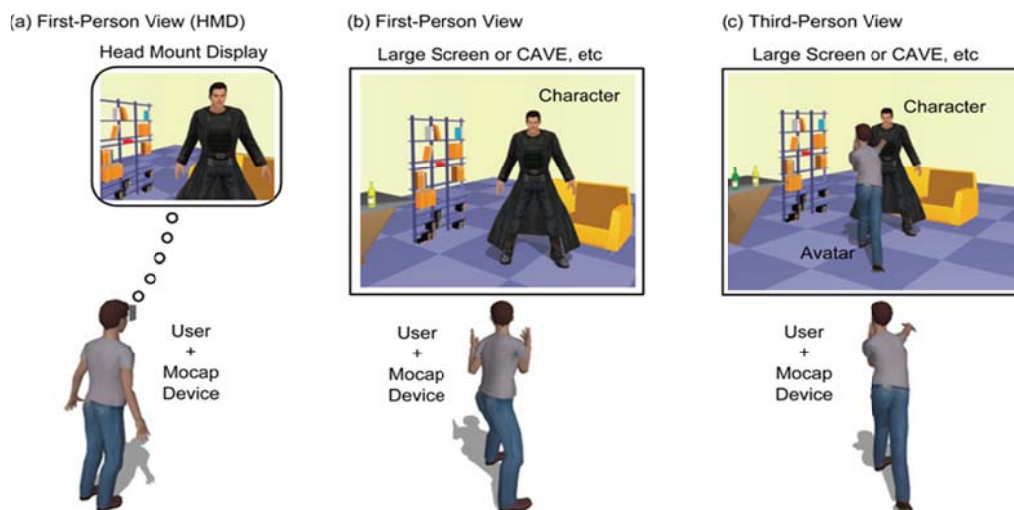 (a) First-Person View (HMD)
Head Mount Display
User
+
Mocap
Device
(b) First-Person View
Large Screen or CAVE, etc
Character
User
+
Mocap
Device
(c) Third-Person View
Large Screen or CAVE, etc
Character
Avatar
User
+
Mocap
Device